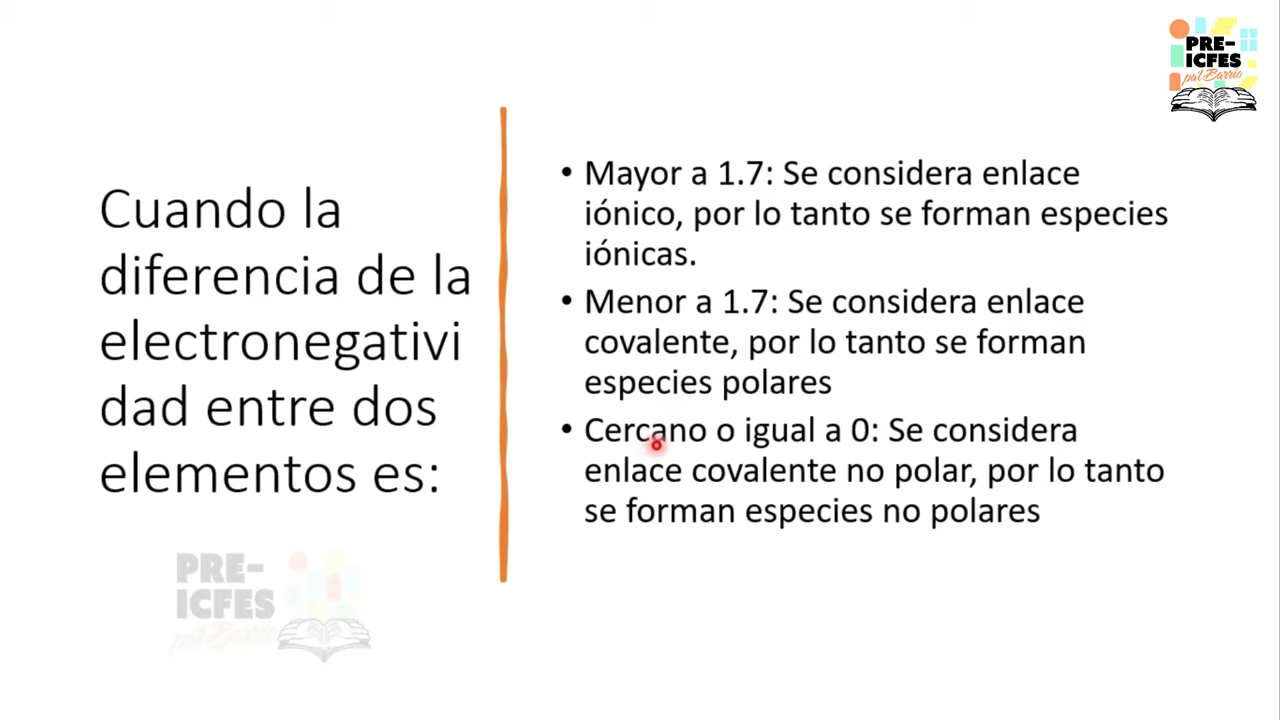 PRE-
ICFES
pa'l Barrio
Cuando la
diferencia de la
electronegativi
dad entre dos
elementos es:
• Mayor a 1.7: Se considera enlace
iónico, por lo tanto se forman especies
iónicas.
• Menor a 1.7: Se considera enlace
covalente, por lo tanto se forman
especies polares
• Cercano o igual a 0: Se considera
enlace covalente no polar, por lo tanto
se forman especies no polares
PRE-
ICFES
pa'l Barrio